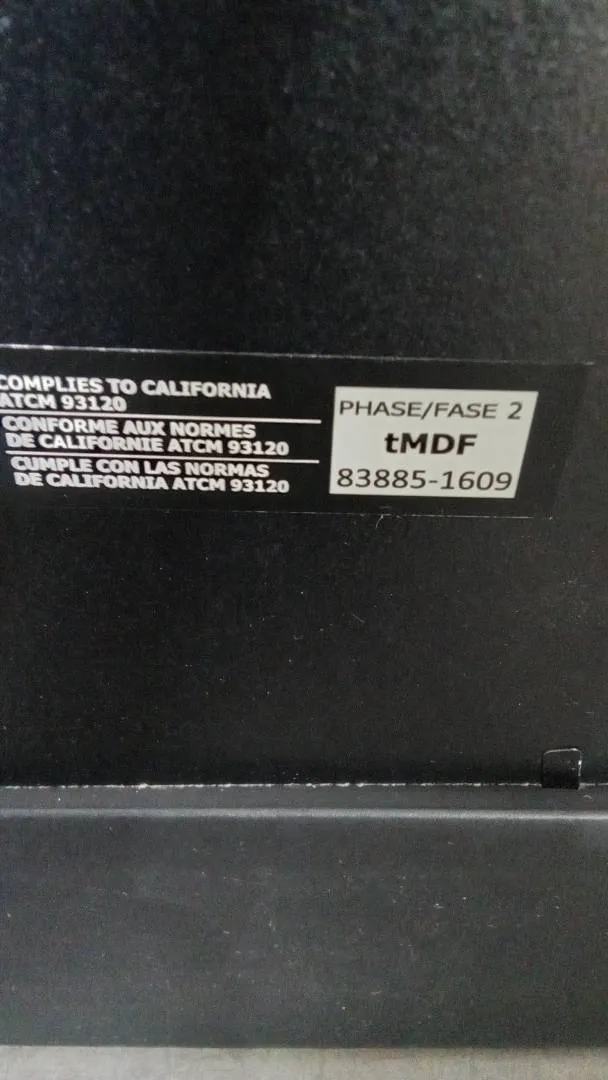 COMPLIES TO CALIFORNIA
ATCM 93120
CONFORME AUX NORMES
DE CALIFORNIE ATCM 93120
CUMPLE CON LAS NORMAS
DE CALIFORNIA ATCM 93120
PHASE/FASE 2
tMDF
83885-1609